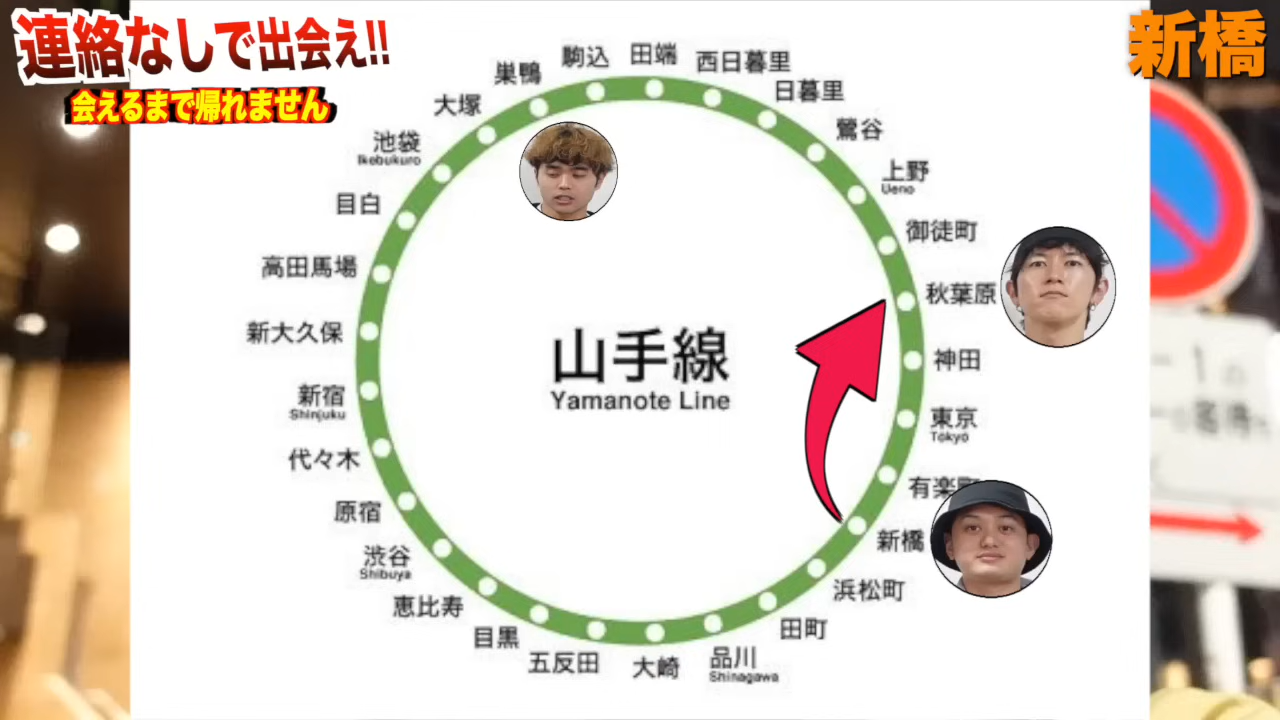 連絡なしで出会え!!
会えるまで帰れません
新橋
駒込
田端
西日暮里
巣鴨
日暮里
大塚
鶯谷
池袋
Ikebukuro
上野
Ueno
目白
御徒町
高田馬場
秋葉原
新大久保
山手線
Yamanote Line
神田
新宿
Shinjuku
東京
Tokyo
代々木
有楽町
原宿
新橋
渋谷
Shibuya
浜松町
恵比寿
目黒
田町
五反田
大崎
品川
Shinagawa